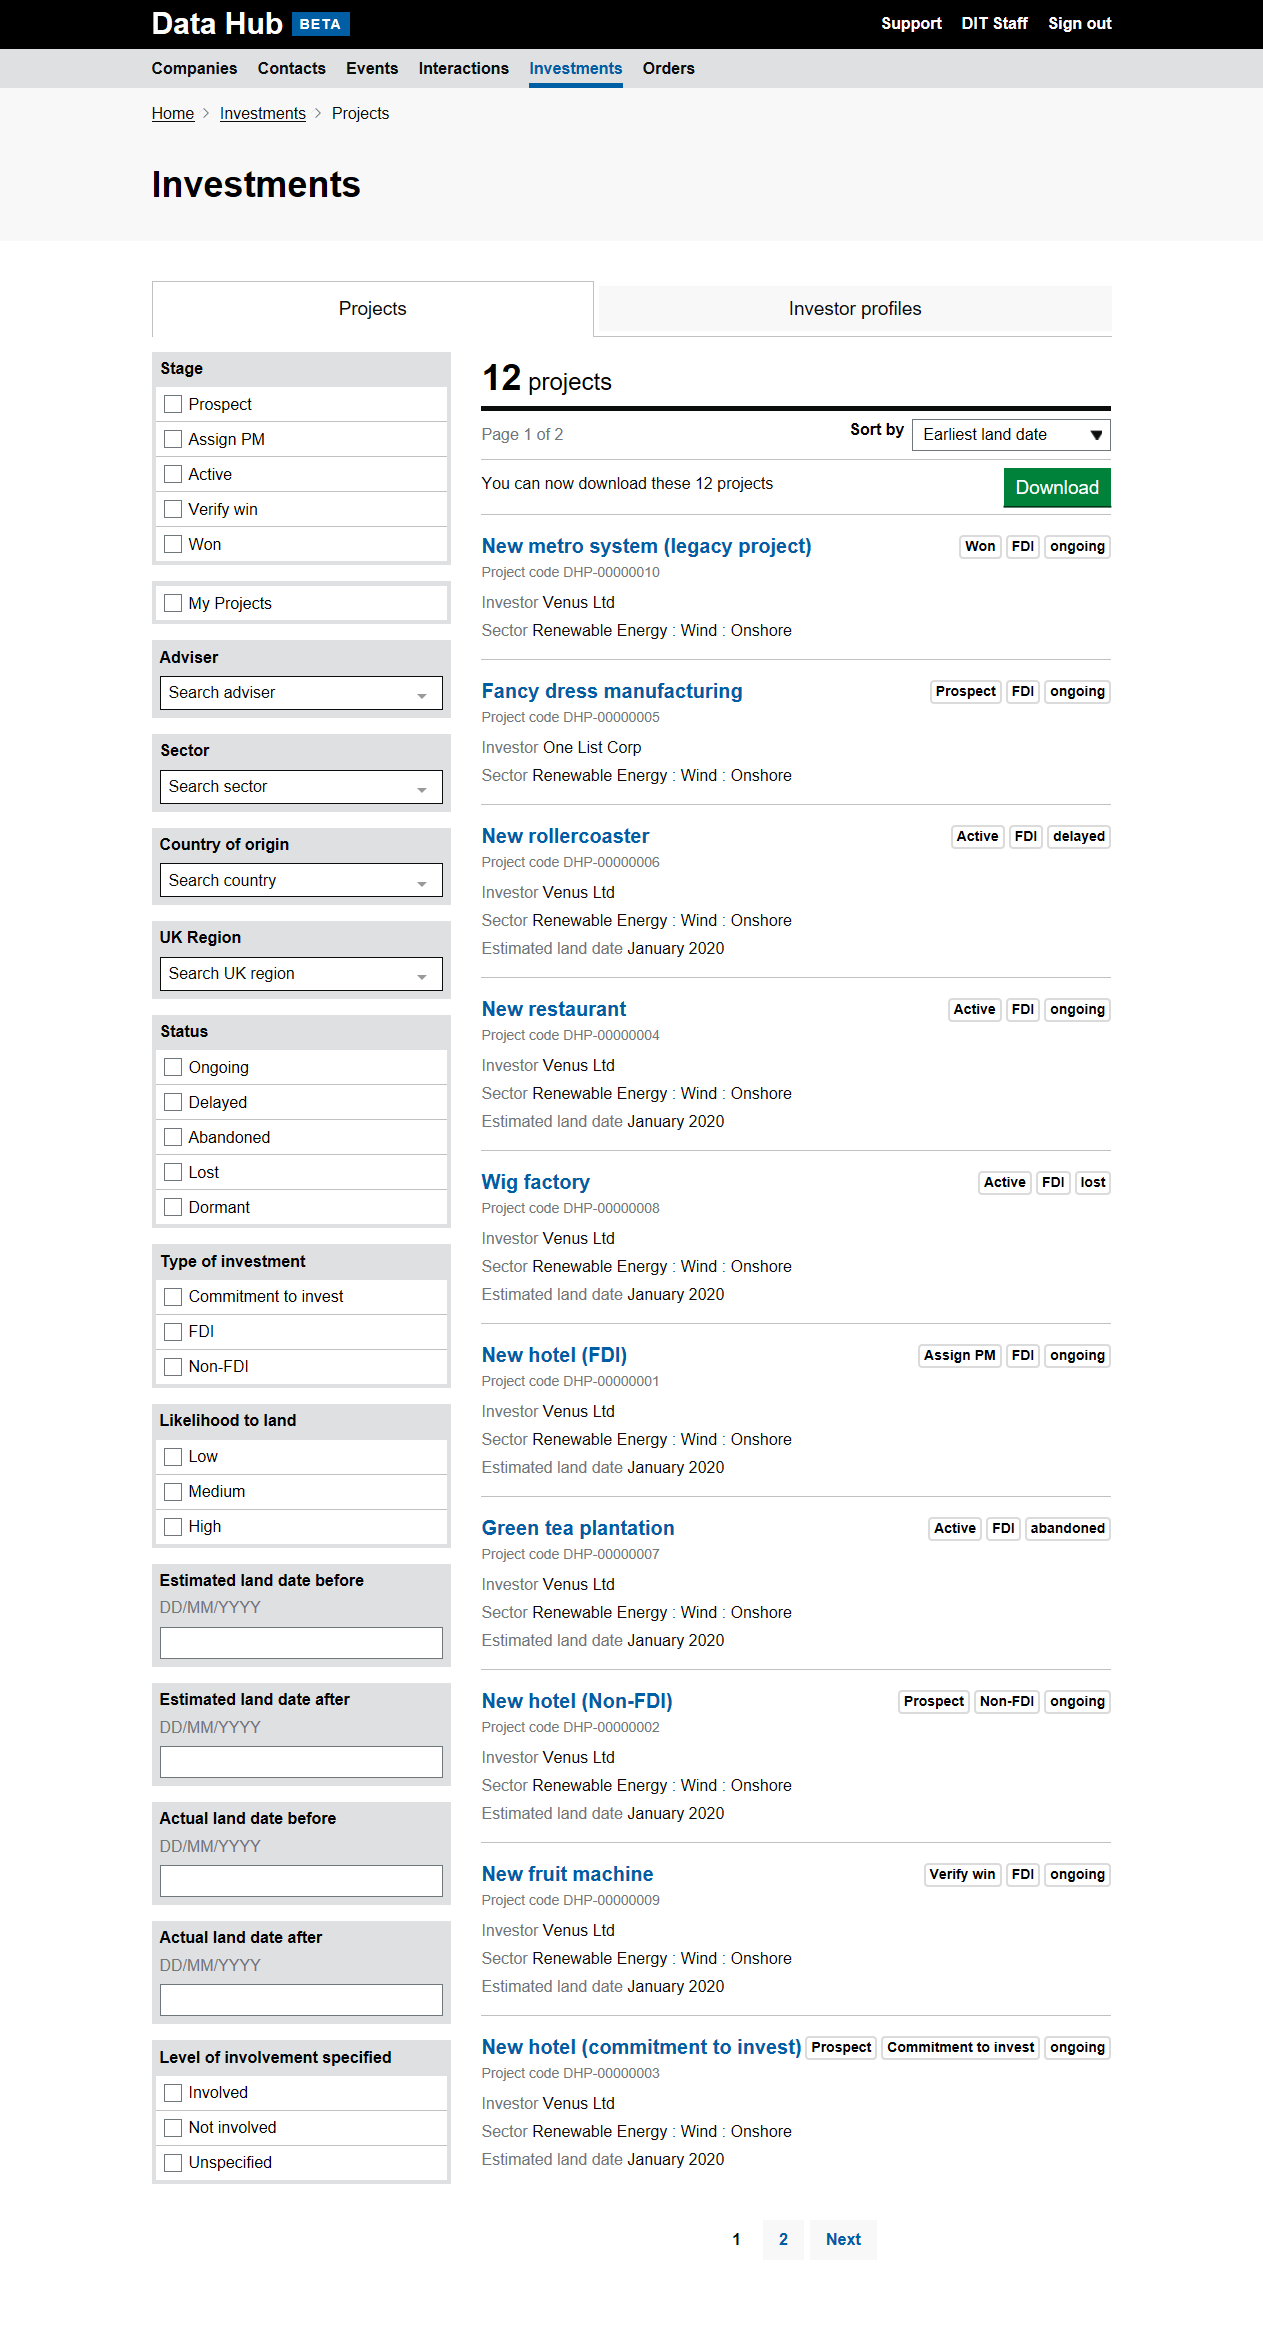 Data Hub BETA Support DIT Staff Sign out
Companies Contacts Events Interactions Investments Orders
Home Investments Projects
Investments
Projects Investor profiles
Stage
Prospect
Assign PM
Active
Verify win
Won
My Projects
Adviser
Search adviser
Sector
Search sector
Country of origin
Search country
UK Region
Search UK region
Status
Ongoing
Delayed
Abandoned
Lost
Dormant
Type of investment
Commitment to invest
FDI
Non-FDI
Likelihood to land
Low
Medium
High
Estimated land date before
DD/MM/YYYY
Estimated land date after
DD/MM/YYYY
Actual land date before
DD/MM/YYYY
Actual land date after
DD/MM/YYYY
Level of involvement specified
Involved
Not involved
Unspecified
12 projects
Page 1 of 2 Sort by Earliest land date
You can now download these 12 projects Download
New metro system (legacy project) Won FDI ongoing
Project code DHP-00000010
Investor Venus Ltd
Sector Renewable Energy : Wind : Onshore
Fancy dress manufacturing Prospect FDI ongoing
Project code DHP-00000005
Investor One List Corp
Sector Renewable Energy : Wind : Onshore
New rollercoaster Active FDI delayed
Project code DHP-00000006
Investor Venus Ltd
Sector Renewable Energy : Wind : Onshore
Estimated land date January 2020
New restaurant Active FDI ongoing
Project code DHP-00000004
Investor Venus Ltd
Sector Renewable Energy : Wind : Onshore
Estimated land date January 2020
Wig factory Active FDI lost
Project code DHP-00000008
Investor Venus Ltd
Sector Renewable Energy : Wind : Onshore
Estimated land date January 2020
New hotel (FDI) Assign PM FDI ongoing
Project code DHP-00000001
Investor Venus Ltd
Sector Renewable Energy : Wind : Onshore
Estimated land date January 2020
Green tea plantation Active FDI abandoned
Project code DHP-00000007
Investor Venus Ltd
Sector Renewable Energy : Wind : Onshore
Estimated land date January 2020
New hotel (Non-FDI) Prospect Non-FDI ongoing
Project code DHP-00000002
Investor Venus Ltd
Sector Renewable Energy : Wind : Onshore
Estimated land date January 2020
New fruit machine Verify win FDI ongoing
Project code DHP-00000009
Investor Venus Ltd
Sector Renewable Energy : Wind : Onshore
Estimated land date January 2020
New hotel (commitment to invest) Prospect Commitment to invest ongoing
Project code DHP-00000003
Investor Venus Ltd
Sector Renewable Energy : Wind : Onshore
Estimated land date January 2020
1 2 Next